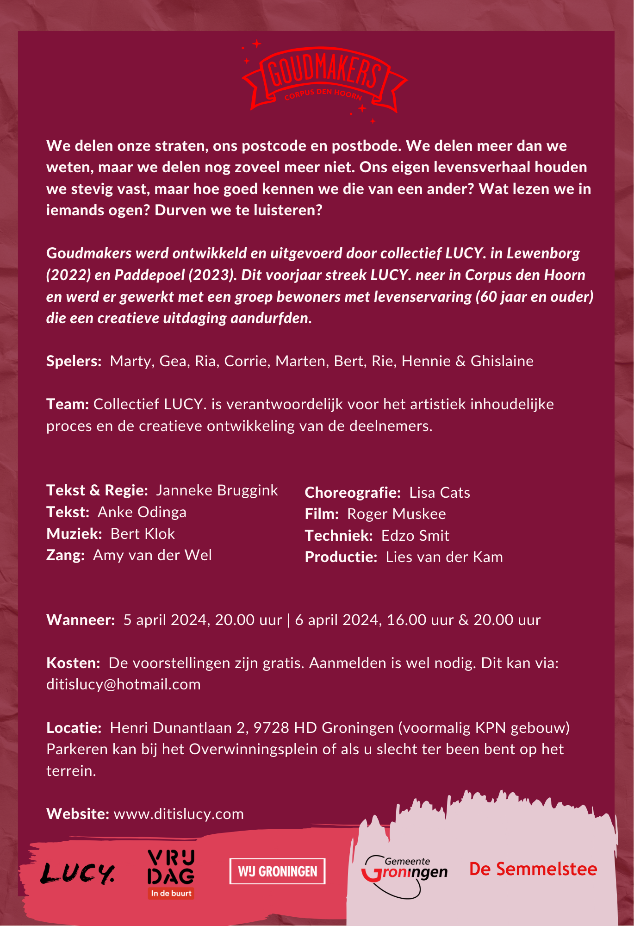 GOUDMAKERS
CORPUS DEN HOORN
We delen onze straten, ons postcode en postbode. We delen meer dan we
weten, maar we delen nog zoveel meer niet. Ons eigen levensverhaal houden
we stevig vast, maar hoe goed kennen we die van een ander? Wat lezen we in
iemands ogen? Durven we te luisteren?
Goudmakers werd ontwikkeld en uitgevoerd door collectief LUCY. in Lewenborg
(2022) en Paddepoel (2023). Dit voorjaar streek LUCY. neer in Corpus den Hoorn
en werd er gewerkt met een groep bewoners met levenservaring (60 jaar en ouder)
die een creatieve uitdaging aandurfden.
Spelers: Marty, Gea, Ria, Corrie, Marten, Bert, Rie, Hennie & Ghislaine
Team: Collectief LUCY. is verantwoordelijk voor het artistiek inhoudelijke
proces en de creatieve ontwikkeling van de deelnemers.
Tekst & Regie: Janneke Bruggink
Tekst: Anke Odinga
Muziek: Bert Klok
Zang: Amy van der Wel
Choreografie: Lisa Cats
Film: Roger Muskee
Techniek: Edzo Smit
Productie: Lies van der Kam
Wanneer: 5 april 2024, 20.00 uur | 6 april 2024, 16.00 uur & 20.00 uur
Kosten: De voorstellingen zijn gratis. Aanmelden is wel nodig. Dit kan via:
ditislucy@hotmail.com
Locatie: Henri Dunantlaan 2, 9728 HD Groningen (voormalig KPN gebouw)
Parkeren kan bij het Overwinningsplein of als u slecht ter been bent op het
terrein.
Website: www.ditislucy.com
LUCY.
VRIJ
DAG
In de buurt
WIJ GRONINGEN
Gemeente
Groningen
De Semmelstee